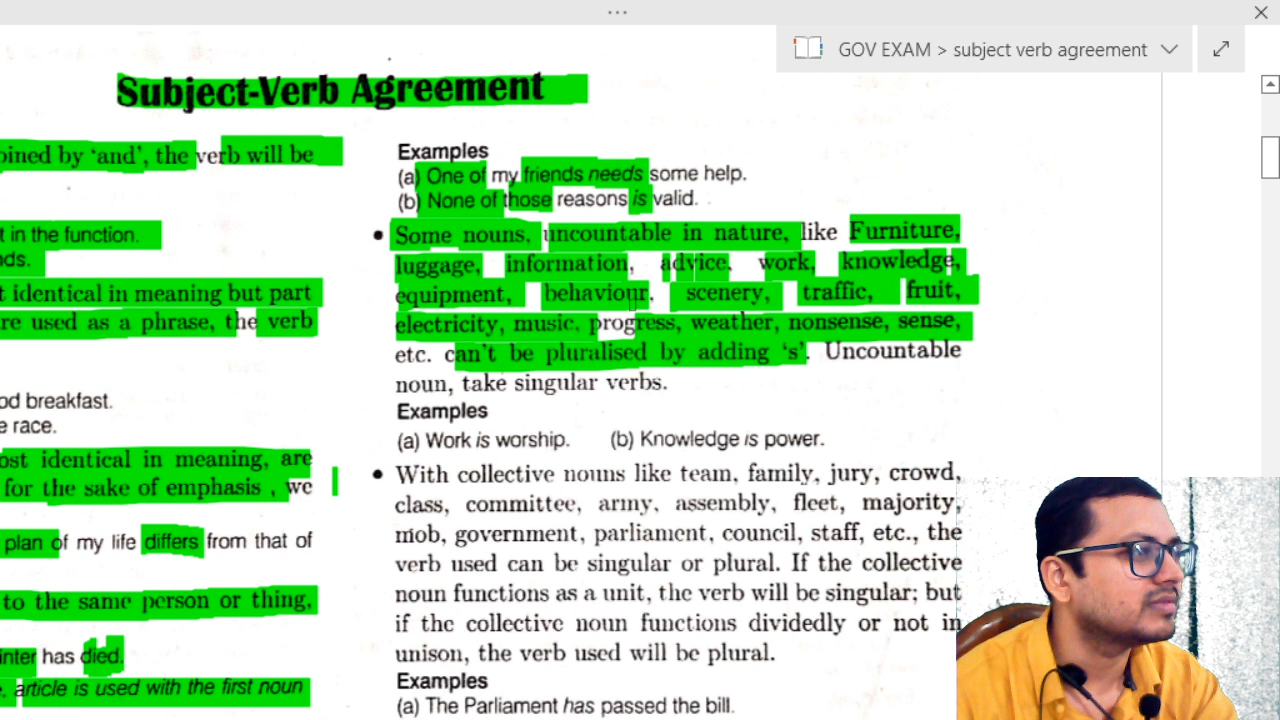 GOV EXAM > subject verb agreement
Subject-Verb Agreement
oined by ‘and’, the verb will be
t in the function.
nds.
t identical in meaning but part
re used as a phrase, the verb
od breakfast.
e race.
ost identical in meaning, are
for the sake of emphasis , we
plan of my life differs from that of
to the same person or thing,
inter has died.
, article is used with the first noun
Examples
(a) One of my friends needs some help.
(b) None of those reasons is valid.
• Some nouns, uncountable in nature, like Furniture,
luggage, information, advice, work, knowledge,
equipment, behaviour, scenery, traffic, fruit,
electricity, music, progress, weather, nonsense, sense,
etc. can’t be pluralised by adding ‘s’. Uncountable
noun, take singular verbs.
Examples
(a) Work is worship. (b) Knowledge is power.
• With collective nouns like team, family, jury, crowd,
class, committee, army, assembly, fleet, majority,
mob, government, parliament, council, staff, etc., the
verb used can be singular or plural. If the collective
noun functions as a unit, the verb will be singular; but
if the collective noun functions dividedly or not in
unison, the verb used will be plural.
Examples
(a) The Parliament has passed the bill.